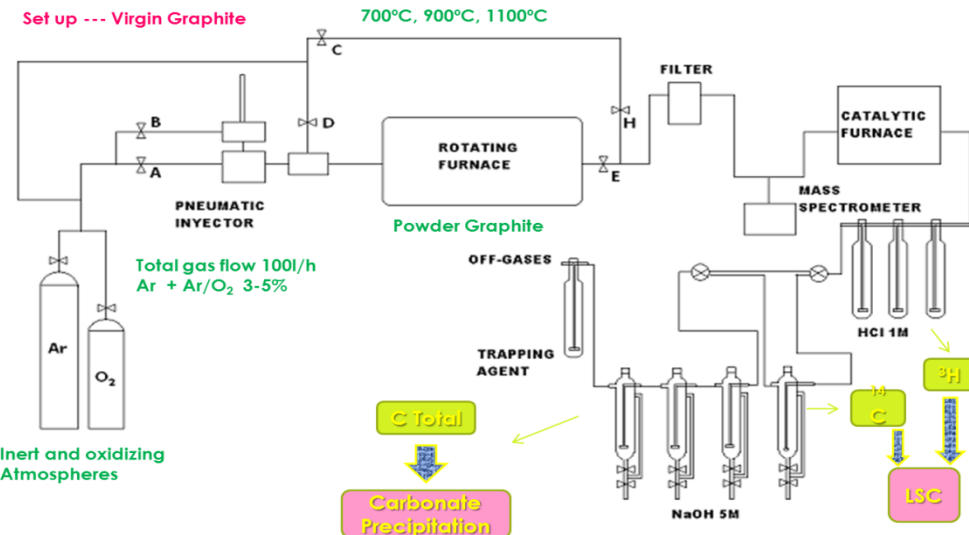 Set up --- Virgin Graphite
700ºC, 900ºC, 1100ºC
C
B
D
A
PNEUMATIC
INYECTOR
ROTATING
FURNACE
Powder Graphite
H
E
FILTER
CATALYTIC
FURNACE
MASS
SPECTROMETER
Total gas flow 100l/h
Ar + Ar/O₂ 3-5%
Ar
O₂
Inert and oxidizing
Atmospheres
OFF-GASES
TRAPPING
AGENT
HCl 1M
³H
14
C
LSC
C Total
Carbonate
Precipitation
NaOH 5M